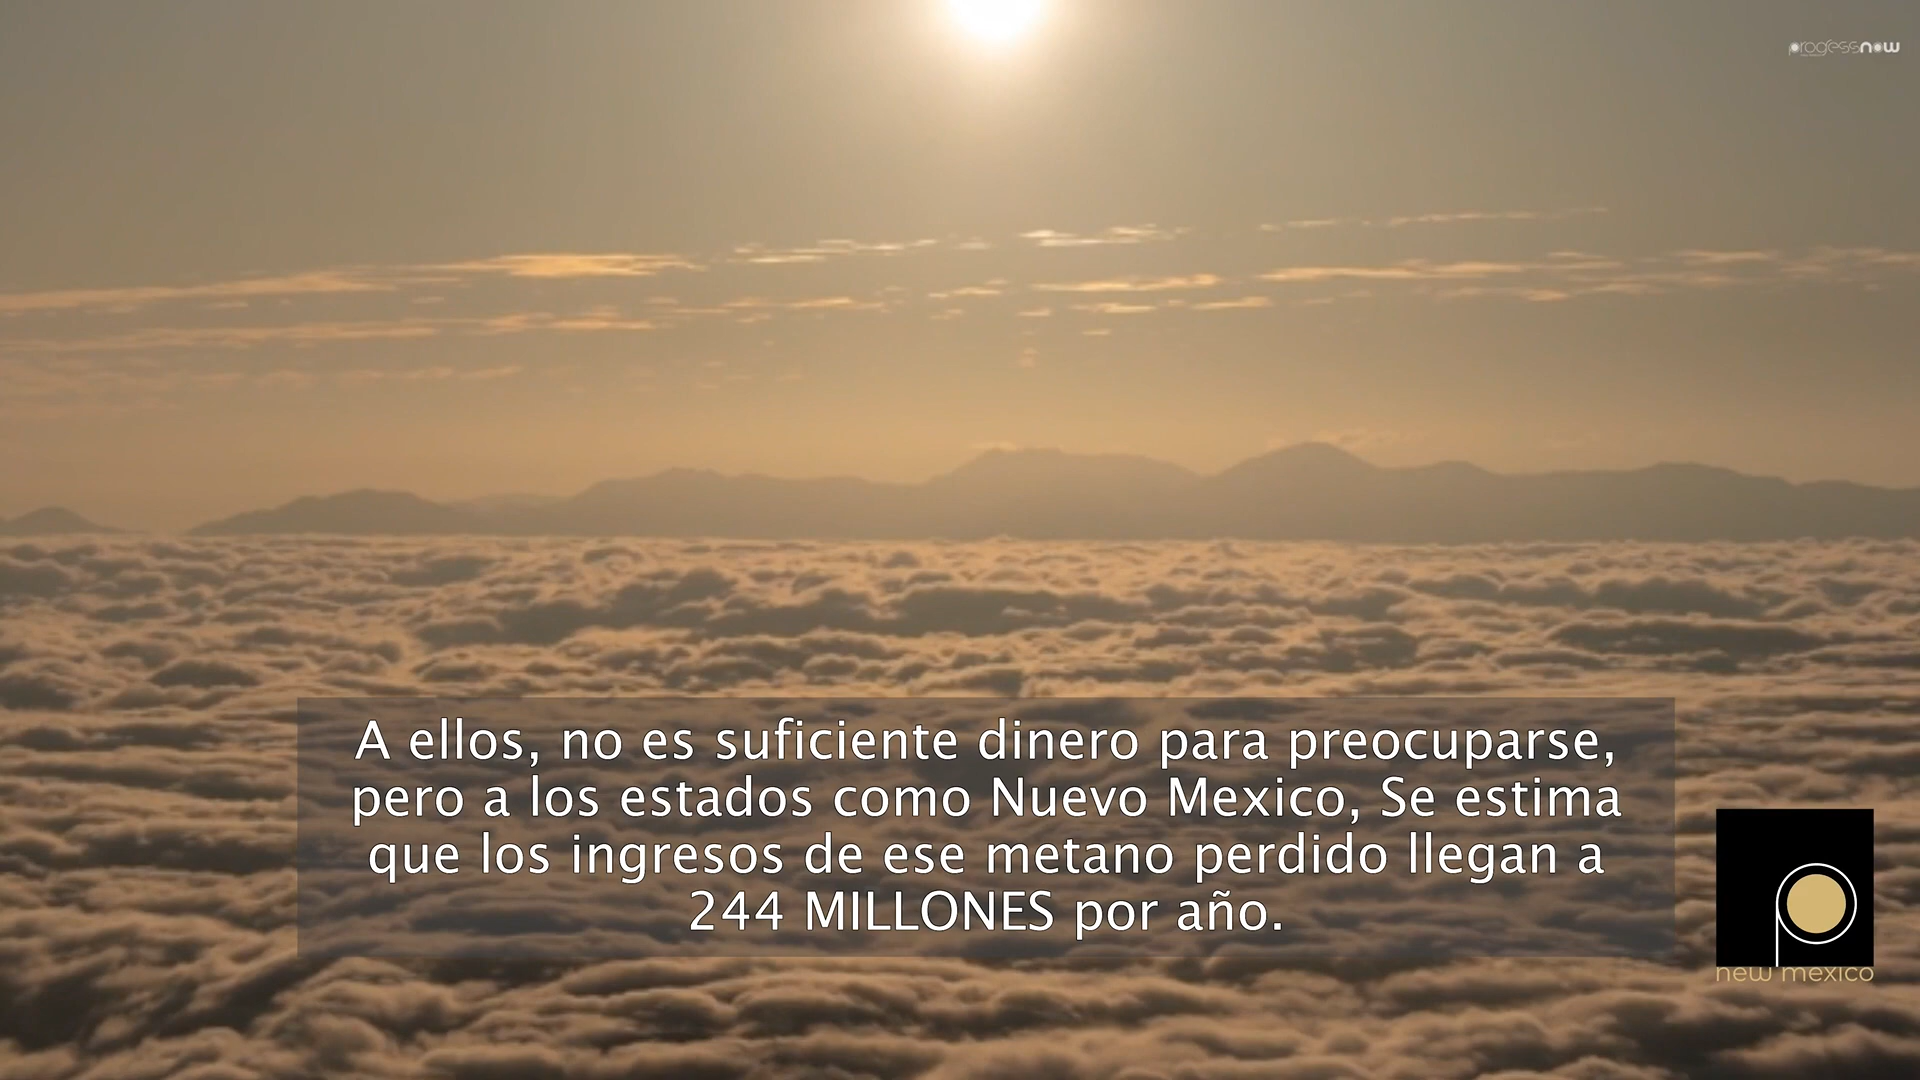 progressnow
A ellos, no es suficiente dinero para preocuparse,
pero a los estados como Nuevo Mexico, Se estima
que los ingresos de ese metano perdido llegan a
244 MILLONES por año.
p
new mexico